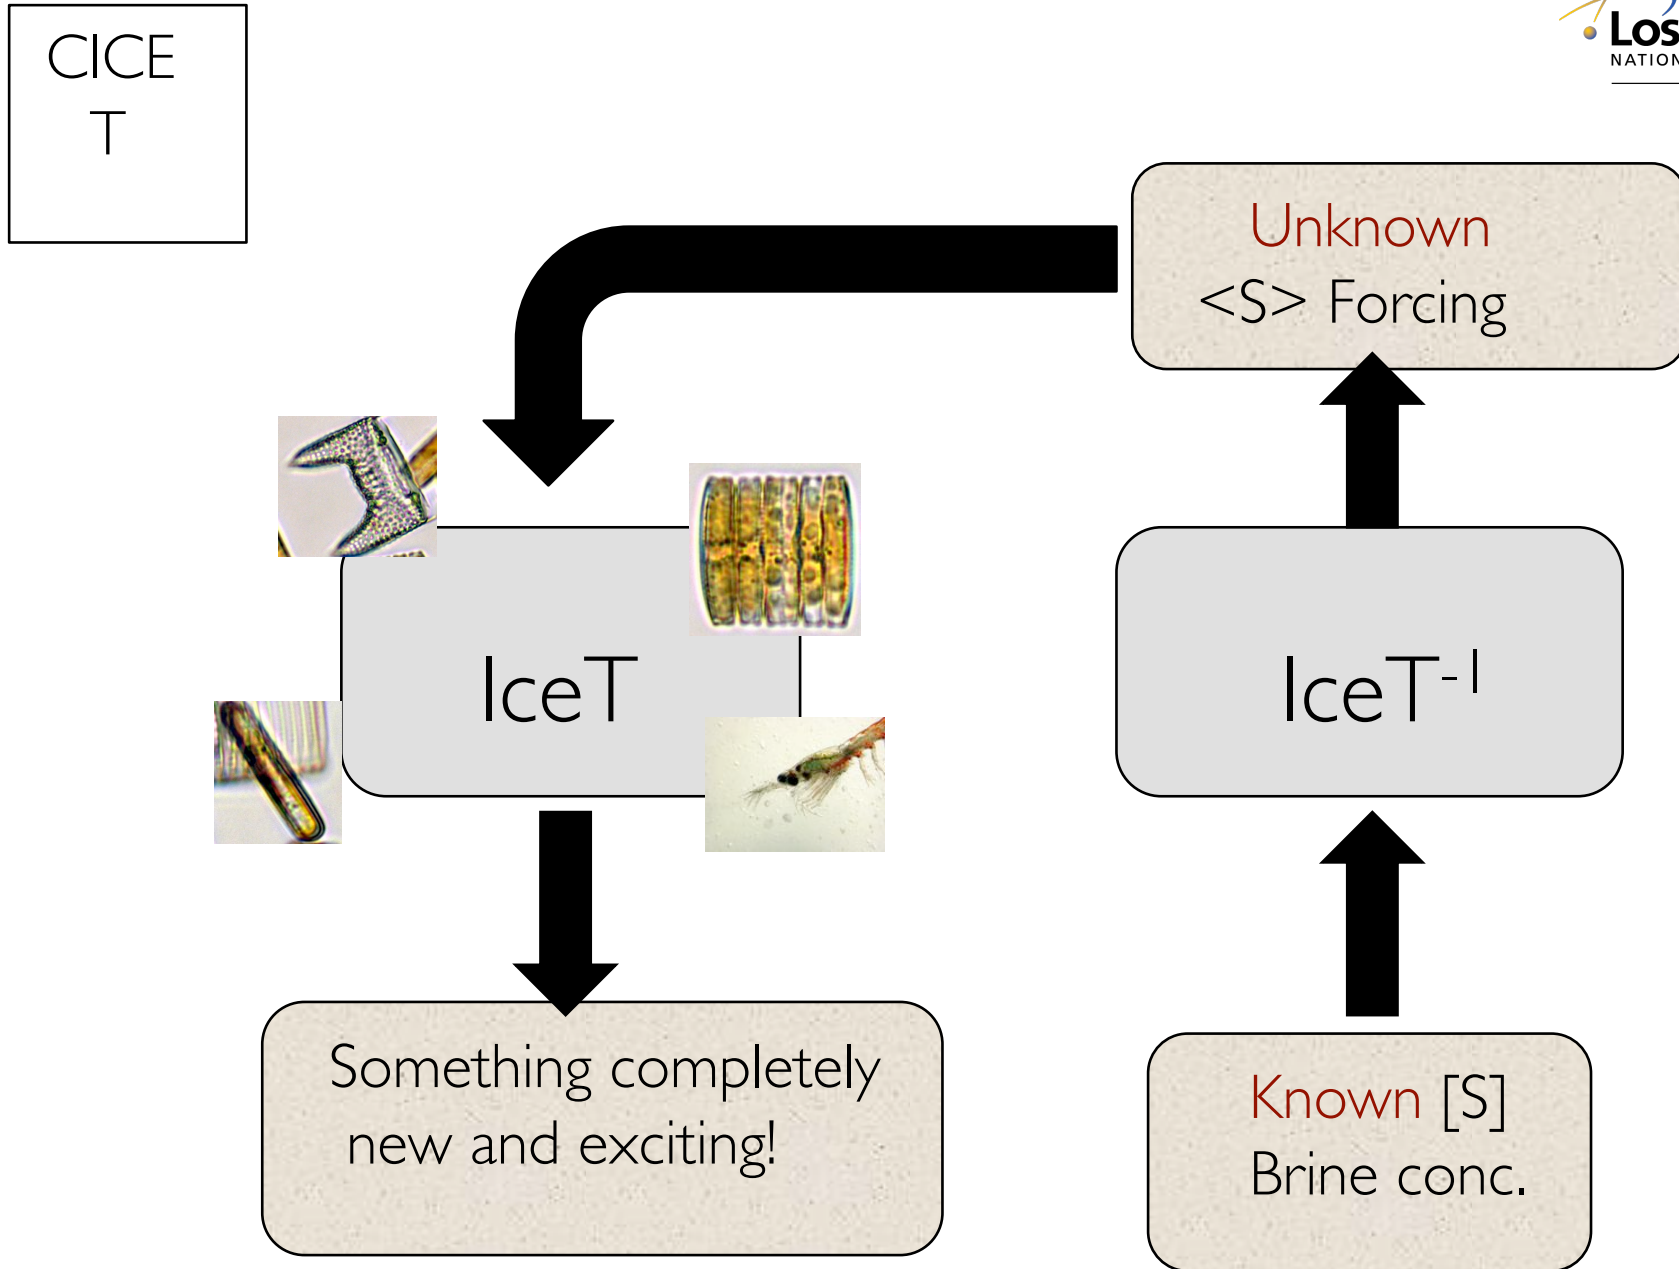 CICE
T
Los
NATION
Unknown
<S> Forcing
IceT
IceT⁻¹
Something completely
new and exciting!
Known [S]
Brine conc.